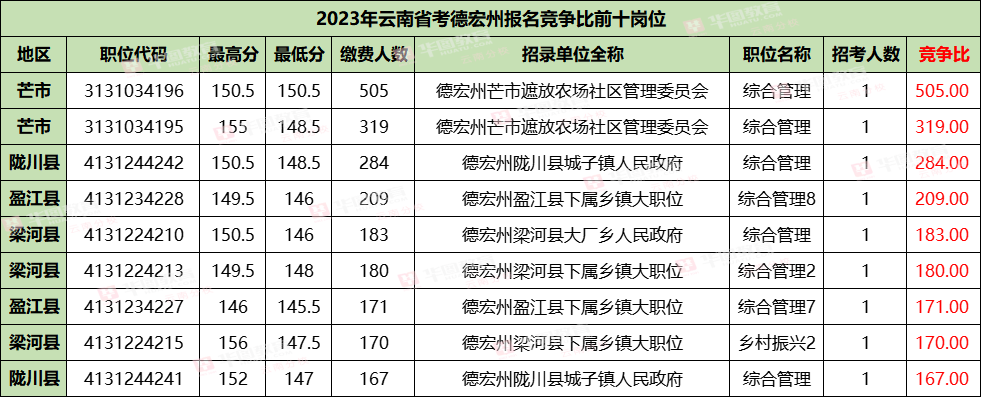 2023年云南省考德宏州报名竞争比前十岗位
地区 职位代码 最高分 最低分 缴费人数 招录单位全称 职位名称 招考人数 竞争比
芒市 3131034196 150.5 150.5 505 德宏州芒市遮放农场社区管理委员会 综合管理 1 505.00
芒市 3131034195 155 148.5 319 德宏州芒市遮放农场社区管理委员会 综合管理 1 319.00
陇川县 4131244242 150.5 148.5 284 德宏州陇川县城子镇人民政府 综合管理 1 284.00
盈江县 4131234228 149.5 146 209 德宏州盈江县下属乡镇大职位 综合管理8 1 209.00
梁河县 4131224210 150.5 146 183 德宏州梁河县大厂乡人民政府 综合管理 1 183.00
梁河县 4131224213 149.5 148 180 德宏州梁河县下属乡镇大职位 综合管理2 1 180.00
盈江县 4131234227 146 145.5 171 德宏州盈江县下属乡镇大职位 综合管理7 1 171.00
梁河县 4131224215 156 147.5 170 德宏州梁河县下属乡镇大职位 乡村振兴2 1 170.00
陇川县 4131244241 152 147 167 德宏州陇川县城子镇人民政府 综合管理 1 167.00